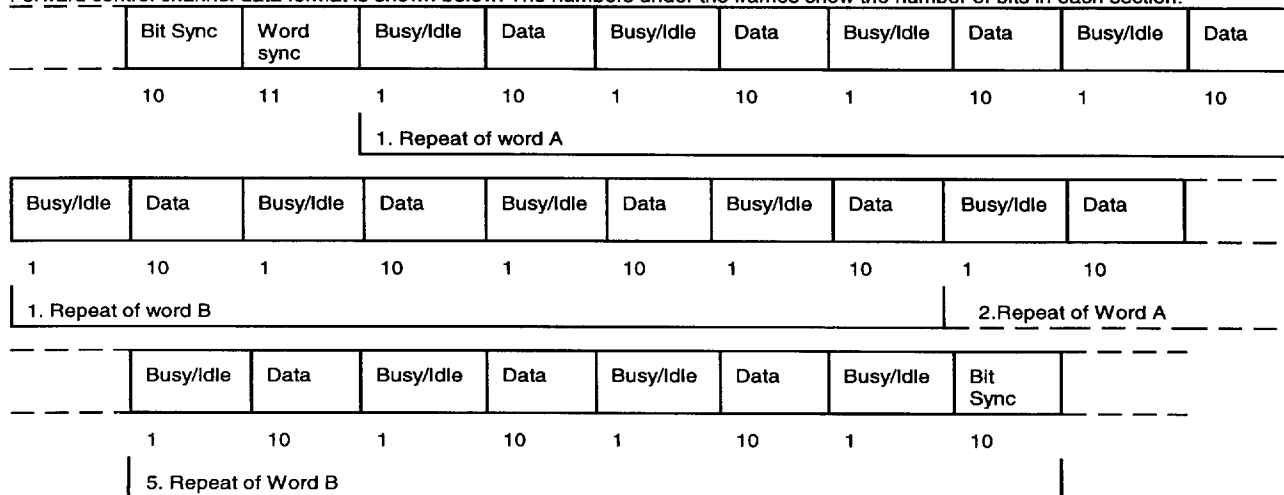 Forward control channel data format is shown below. The numbers under the frames show the number of bits in each section.
Bit Sync Word sync Busy/Idle Data Busy/Idle Data Busy/Idle Data Busy/Idle Data
10 11 1 10 1 10 1 10 1 10
1. Repeat of word A
Busy/Idle Data Busy/Idle Data Busy/Idle Data Busy/Idle Data Busy/Idle Data
1 10 1 10 1 10 1 10 1 10
1. Repeat of word B 2.Repeat of Word A
Busy/Idle Data Busy/Idle Data Busy/Idle Data Busy/Idle Bit Sync
1 10 1 10 1 10 1 10
5. Repeat of Word B